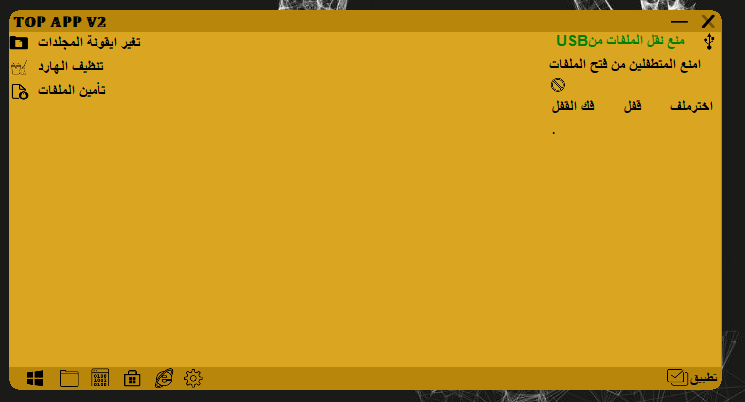 TOP APP V2
منع نقل الملفات منUSB
امنع المتطفلين من فتح الملفات
اخترملف قفل فك القفل
.
تغير ايقونة المجلدات
تنظيف الهارد
تأمين الملفات
تطبيق